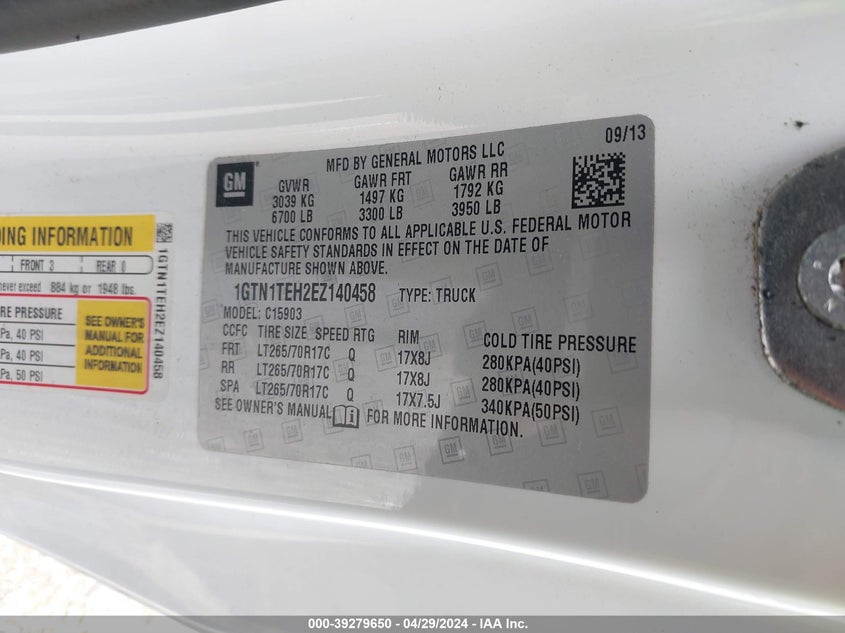 09/13
MFD BY GENERAL MOTORS LLC
GM
GVWR GAWR FRT GAWR RR
3039 KG 1497 KG 1792 KG
6700 LB 3300 LB 3950 LB
THIS VEHICLE CONFORMS TO ALL APPLICABLE U.S. FEDERAL MOTOR
VEHICLE SAFETY STANDARDS IN EFFECT ON THE DATE OF
MANUFACTURE SHOWN ABOVE.
1GTN1TEH2EZ140458 TYPE: TRUCK
MODEL: C15903
CCFC TIRE SIZE SPEED RTG RIM COLD TIRE PRESSURE
FRT LT265/70R17C Q 17X8J 280KPA(40PSI)
RR LT265/70R17C Q 17X8J 280KPA(40PSI)
SPA LT265/70R17C Q 17X7.5J 340KPA(50PSI)
SEE OWNER'S MANUAL FOR MORE INFORMATION.
DING INFORMATION
FRONT 3 REAR 0
never exceed 884 kg or 1948 lbs.
RE PRESSURE
Pa, 40 PSI
Pa, 40 PSI
Pa, 50 PSI
SEE OWNER'S
MANUAL FOR
ADDITIONAL
INFORMATION
1GTN1TEH2EZ140458
000-39279650 - 04/29/2024 - IAA Inc.